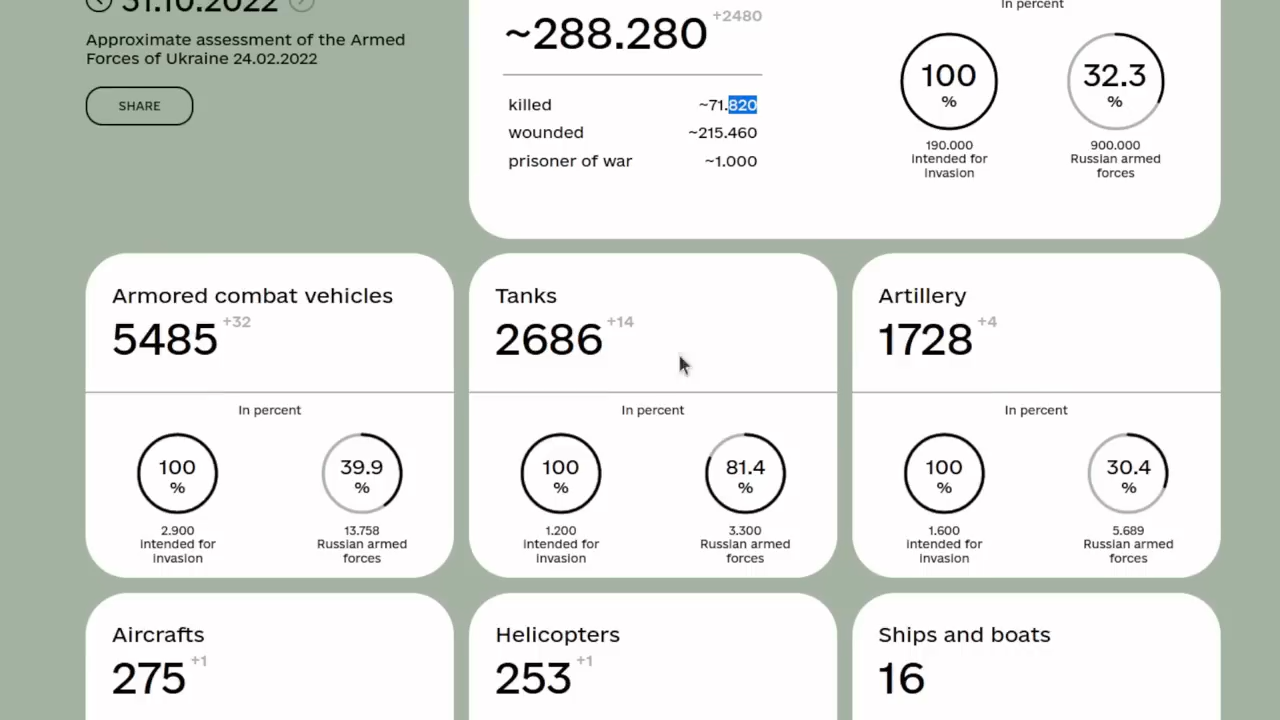 31.10.2022
Approximate assessment of the Armed
Forces of Ukraine 24.02.2022
SHARE
~288.280 +2480
killed ~71.820
wounded ~215.460
prisoner of war ~1.000
In percent
100 %
190.000
Intended for
invasion
32.3 %
900.000
Russian armed
forces
Armored combat vehicles
5485 +32
In percent
100 %
2.900
Intended for
invasion
39.9 %
13.758
Russian armed
forces
Tanks
2686 +14
In percent
100 %
1.200
Intended for
invasion
81.4 %
3.300
Russian armed
forces
Artillery
1728 +4
In percent
100 %
1.600
Intended for
invasion
30.4 %
5.689
Russian armed
forces
Aircrafts
275 +1
Helicopters
253 +1
Ships and boats
16